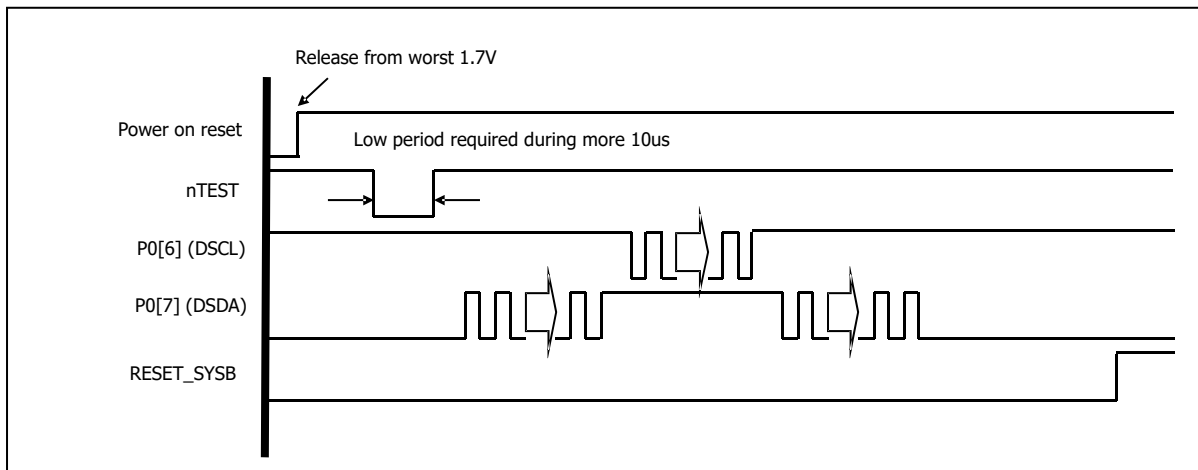 Release from worst 1.7V
Power on reset
Low period required during more 10us
nTEST
P0[6] (DSCL)
P0[7] (DSDA)
RESET_SYSB